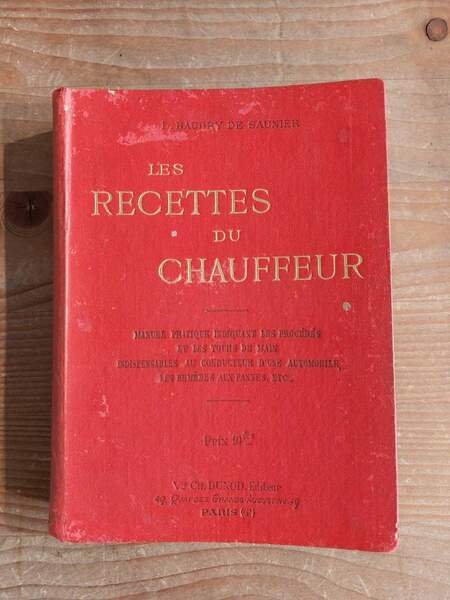 L. BAUDRY DE SAUNIER
LES
RECETTES
DU
CHAUFFEUR
MANUEL PRATIQUE INDIQUANT LES PROCÉDÉS
ET LES TOURS DE MAIN
INDISPENSABLES AU CONDUCTEUR D'UNE AUTOMOBILE,
LES REMÈDES AUX PANNES, ETC.
Prix
Vve Ch. DUNOD, Editeur
49, QUAI DES GRANDS AUGUSTINS, 49
PARIS